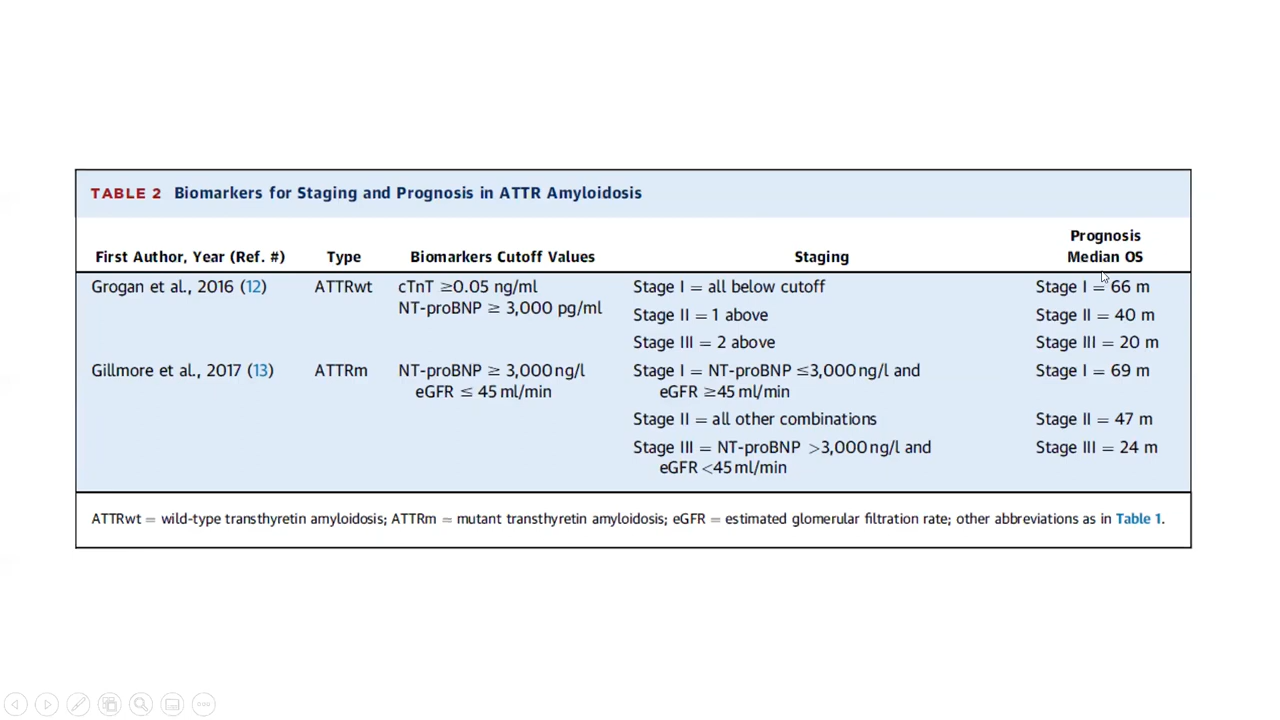 TABLE 2 Biomarkers for Staging and Prognosis in ATTR Amyloidosis
First Author, Year (Ref. #) Type Biomarkers Cutoff Values Staging Prognosis Median OS
Grogan et al., 2016 (12) ATTRwt cTnT ≥0.05 ng/ml Stage I = all below cutoff Stage I = 66 m
NT-proBNP ≥ 3,000 pg/ml
Stage II = 1 above Stage II = 40 m
Stage III = 2 above Stage III = 20 m
Gillmore et al., 2017 (13) ATTRm NT-proBNP ≥ 3,000 ng/l Stage I = NT-proBNP ≤3,000 ng/l and Stage I = 69 m
eGFR ≤ 45 ml/min eGFR ≥45 ml/min
Stage II = all other combinations Stage II = 47 m
Stage III = NT-proBNP >3,000 ng/l and Stage III = 24 m
eGFR <45 ml/min
ATTRwt = wild-type transthyretin amyloidosis; ATTRm = mutant transthyretin amyloidosis; eGFR = estimated glomerular filtration rate; other abbreviations as in Table 1.